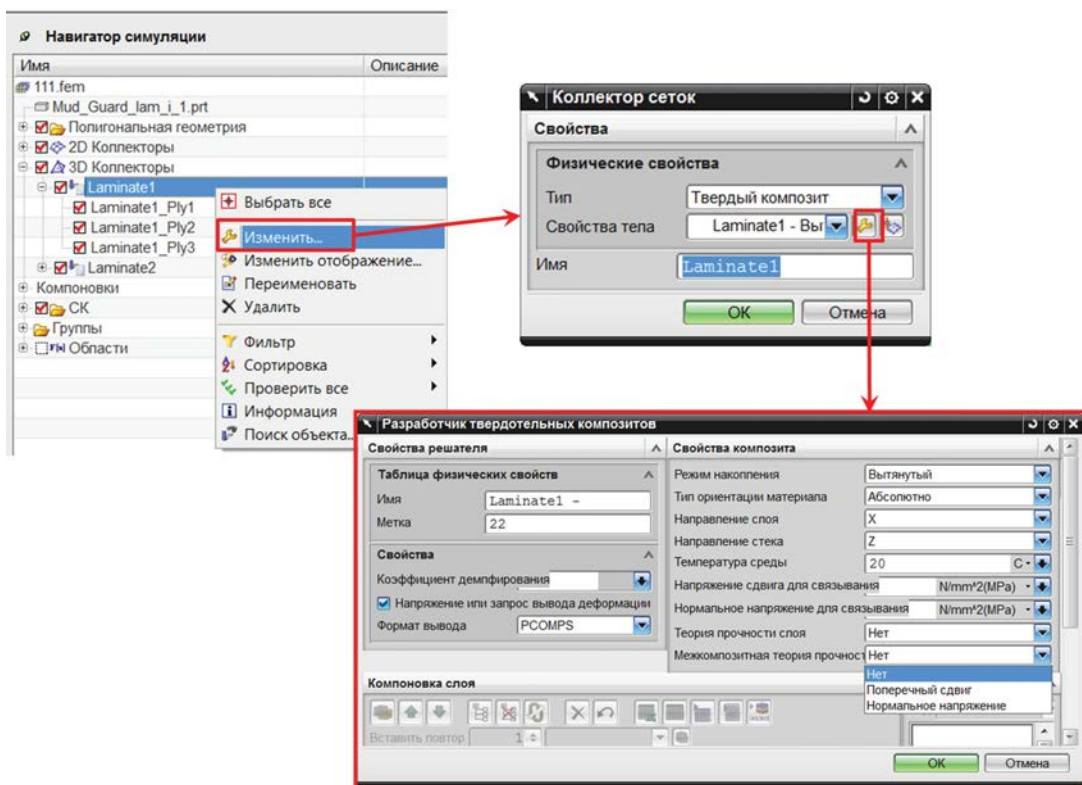 Навигатор симуляции
Имя Описание
111.fem
Mud_Guard_lam_i_1.prt
Полигональная геометрия
2D Коллекторы
3D Коллекторы
Laminate1
Laminate1_Ply1
Laminate1_Ply2
Laminate1_Ply3
Laminate2
Компоновки
СК
Группы
Области
Выбрать все
Изменить...
Изменить отображение...
Переименовать
Удалить
Фильтр
Сортировка
Проверить все
Информация
Поиск объекта...
Коллектор сеток
Свойства
Физические свойства
Тип Твердый композит
Свойства тела Laminate1 - Выт
Имя Laminate1
OK Отмена
Разработчик твердотельных композитов
Свойства решателя
Таблица физических свойств
Имя Laminate1 -
Метка 22
Свойства
Коэффициент демпфирования
Напряжение или запрос вывода деформации
Формат вывода PCOMPS
Свойства композита
Режим накопления Вытянутый
Тип ориентации материала Абсолютно
Направление слоя X
Направление стека Z
Температура среды 20 C
Напряжение сдвига для связывания N/mm^2(MPa)
Нормальное напряжение для связывания N/mm^2(MPa)
Теория прочности слоя Нет
Межкомпозитная теория прочност Нет
Нет
Поперечный сдвиг
Нормальное напряжение
Компоновка слоя
Вставить повтор 1
OK Отмена